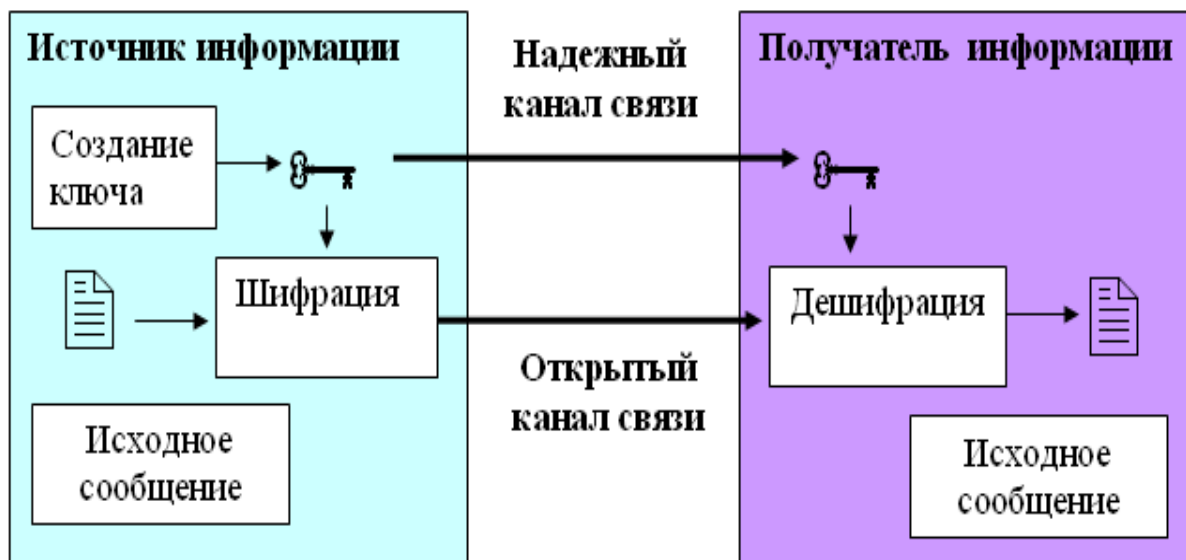 Источник информации
Создание
ключа
Шифрация
Исходное
сообщение
Надежный
канал связи
Открытый
канал связи
Получатель информации
Дешифрация
Исходное
сообщение